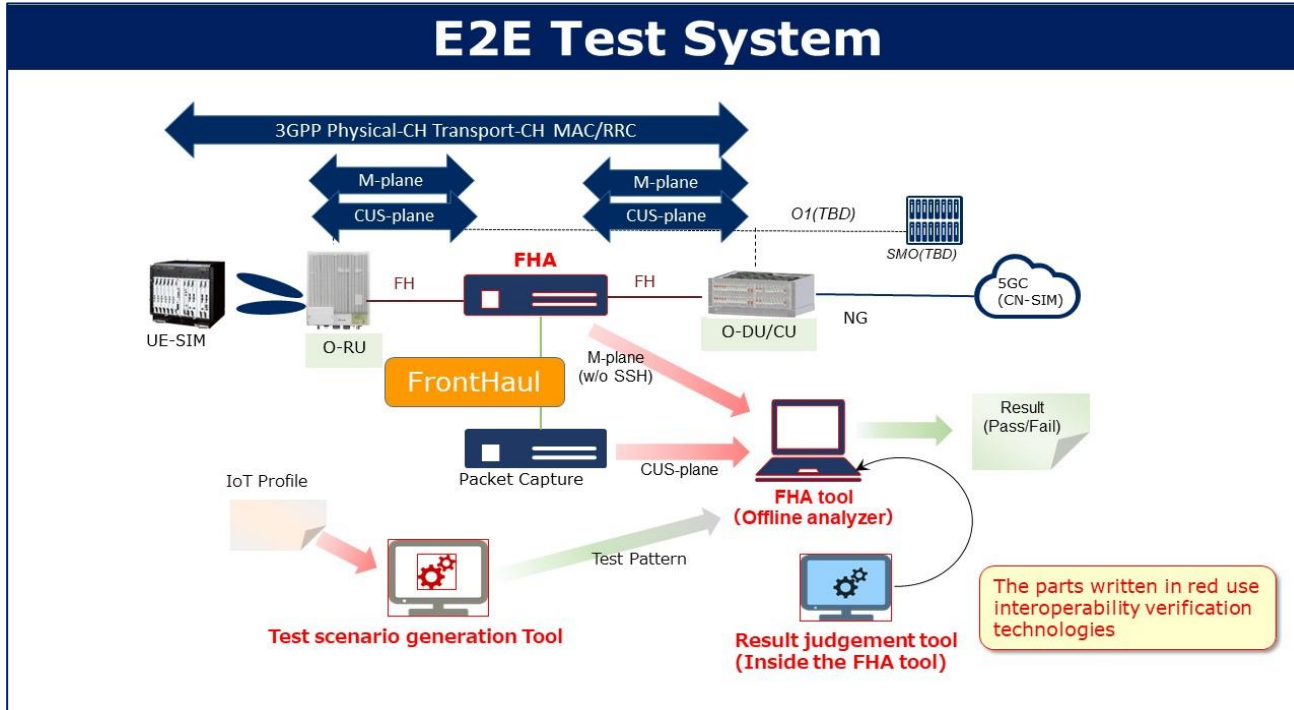 E2E Test System
3GPP Physical-CH Transport-CH MAC/RRC
M-plane
M-plane
CUS-plane
CUS-plane
O1(TBD)
SMO(TBD)
FHA
FH
FH
5GC
(CN-SIM)
NG
UE-SIM
O-RU
O-DU/CU
FrontHaul
M-plane
(w/o SSH)
Result
(Pass/Fail)
Packet Capture
CUS-plane
IoT Profile
FHA tool
(Offline analyzer)
Test Pattern
Test scenario generation Tool
Result judgement tool
(Inside the FHA tool)
The parts written in red use
interoperability verification
technologies